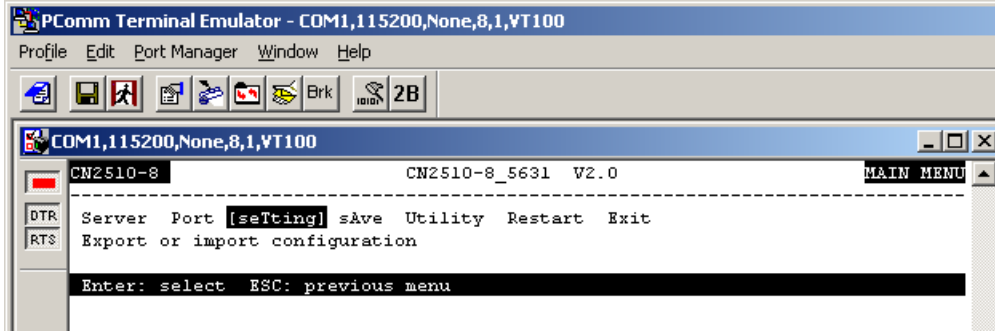 PComm Terminal Emulator - COM1,115200,None,8,1,VT100
Profile Edit Port Manager Window Help
Brk 2B
COM1,115200,None,8,1,VT100
CN2510-8 CN2510-8_5631 V2.0 MAIN MENU
DTR Server Port [seTting] sAve Utility Restart Exit
RTS Export or import configuration
Enter: select ESC: previous menu